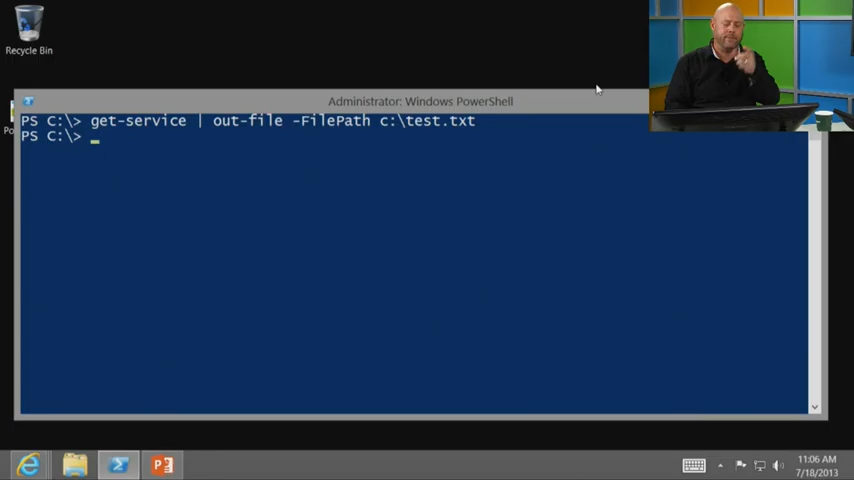 Recycle Bin
Administrator: Windows PowerShell
PS C:\> get-service | out-file -FilePath c:\test.txt
PS C:\>
11:06 AM
7/18/2013